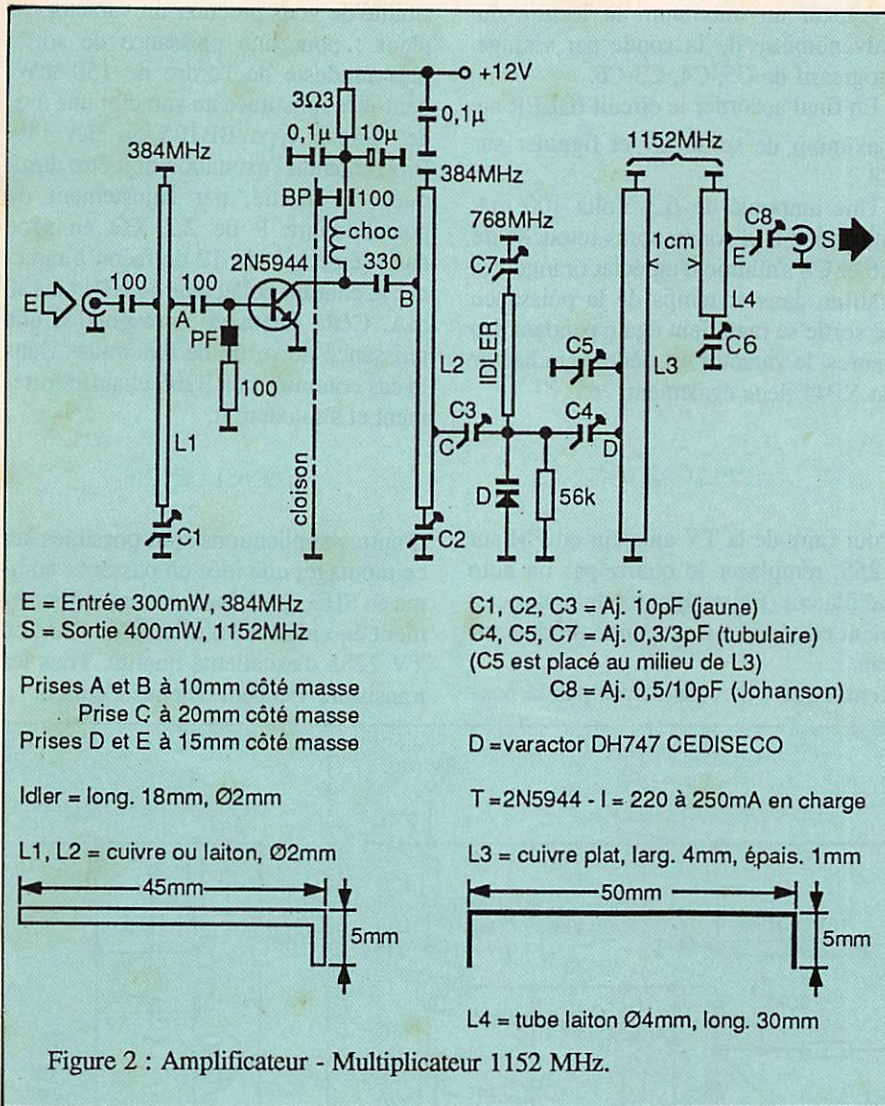 +12V
3Ω3
0,1µ
10µ
0,1µ
1152MHz
384MHz
384MHz
BP
100
768MHz
C8
choc
C7
1cm
S
E
100
100
2N5944
330
E
A
B
L4
PF
C5
C6
L2
IDLER
L3
100
C3
C4
L1
C
D
cloison
D
56k
C1
C2
E = Entrée 300mW, 384MHz
S = Sortie 400mW, 1152MHz
Prises A et B à 10mm côté masse
Prise C à 20mm côté masse
Prises D et E à 15mm côté masse
Idler = long. 18mm, Ø2mm
L1, L2 = cuivre ou laiton, Ø2mm
45mm
5mm
C1, C2, C3 = Aj. 10pF (jaune)
C4, C5, C7 = Aj. 0,3/3pF (tubulaire)
(C5 est placé au milieu de L3)
C8 = Aj. 0,5/10pF (Johanson)
D =varactor DH747 CEDISECO
T =2N5944 - I = 220 à 250mA en charge
L3 = cuivre plat, larg. 4mm, épais. 1mm
50mm
5mm
L4 = tube laiton Ø4mm, long. 30mm
Figure 2 : Amplificateur - Multiplicateur 1152 MHz.